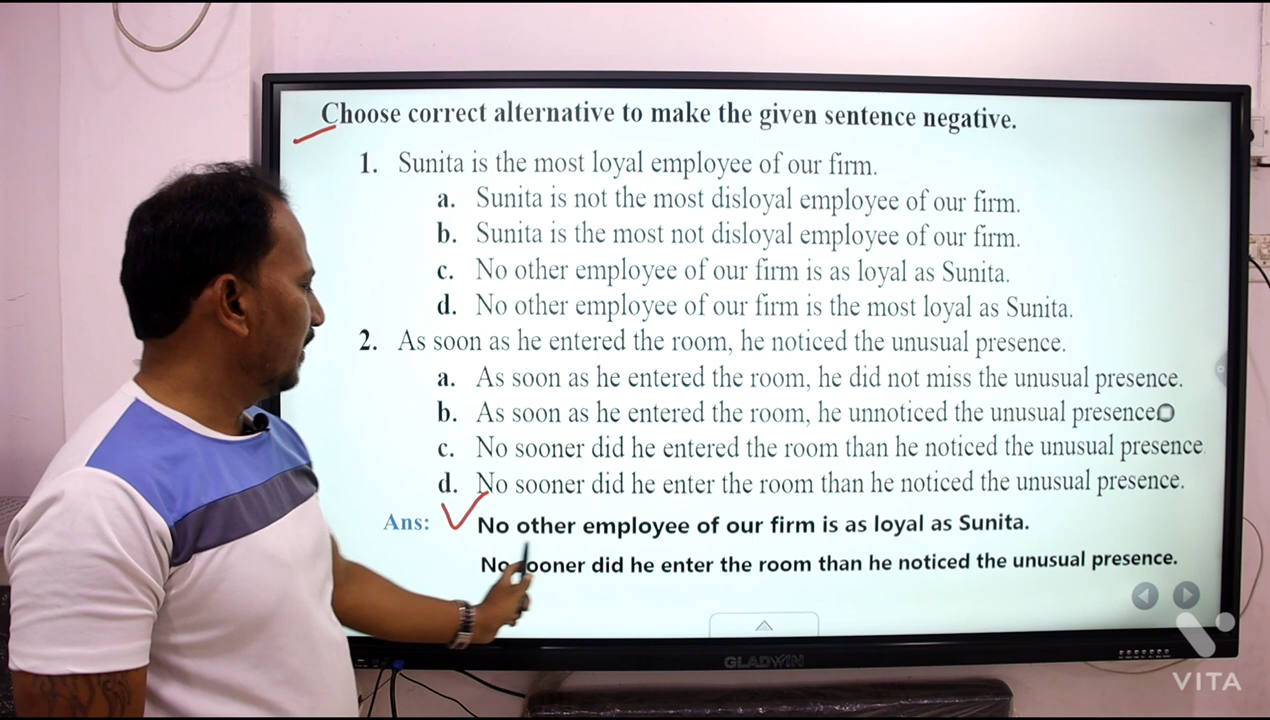 Choose correct alternative to make the given sentence negative.
1. Sunita is the most loyal employee of our firm.
a. Sunita is not the most disloyal employee of our firm.
b. Sunita is the most not disloyal employee of our firm.
c. No other employee of our firm is as loyal as Sunita.
d. No other employee of our firm is the most loyal as Sunita.
2. As soon as he entered the room, he noticed the unusual presence.
a. As soon as he entered the room, he did not miss the unusual presence.
b. As soon as he entered the room, he unnoticed the unusual presence
c. No sooner did he entered the room than he noticed the unusual presence.
d. No sooner did he enter the room than he noticed the unusual presence.
Ans: No other employee of our firm is as loyal as Sunita.
No sooner did he enter the room than he noticed the unusual presence.
GLADWIN
VITA